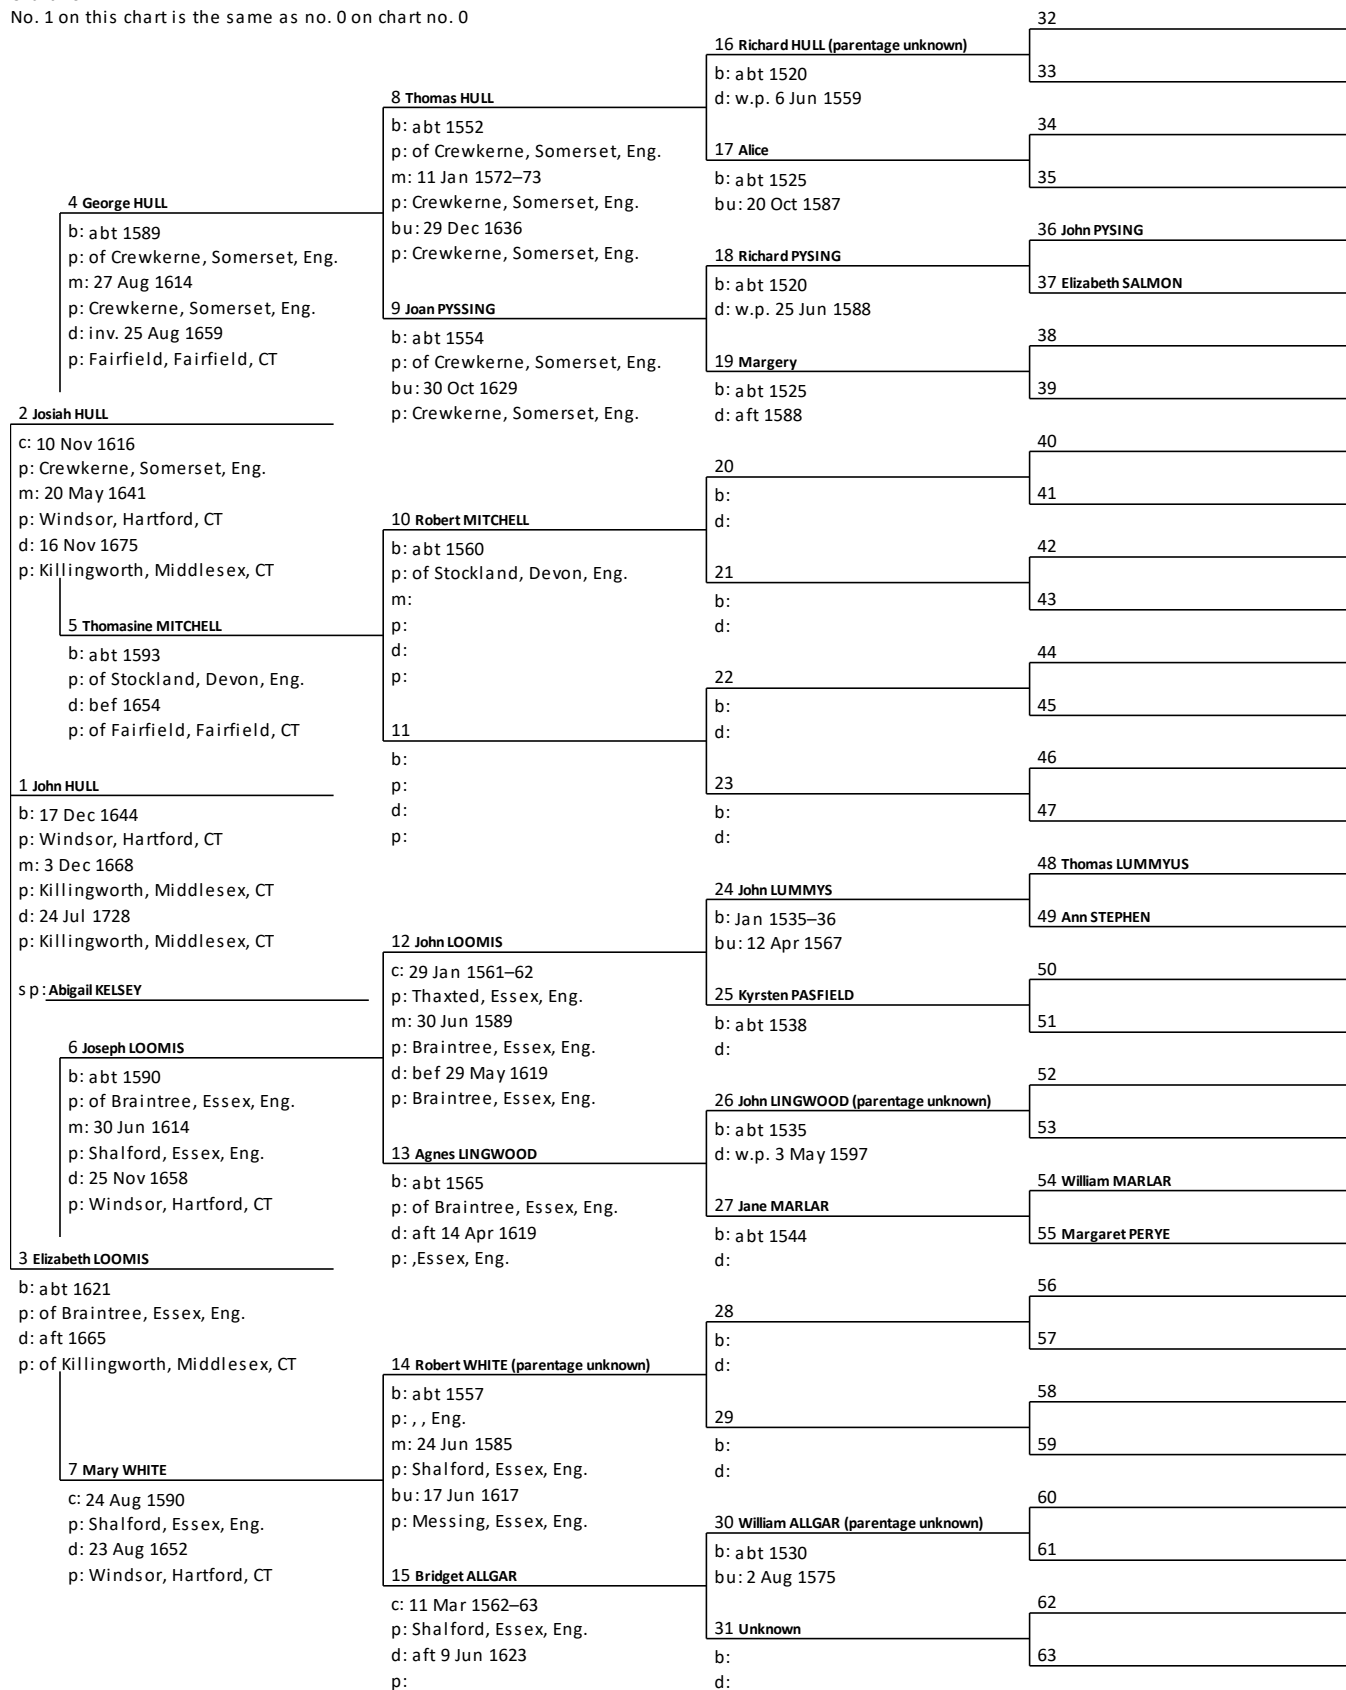 No. 1 on this chart is the same as no. 0 on chart no. 0
4 George HULL
b: abt 1589
p: of Crewkerne, Somerset, Eng.
m: 27 Aug 1614
p: Crewkerne, Somerset, Eng.
d: inv. 25 Aug 1659
p: Fairfield, Fairfield, CT
2 Josiah HULL
c: 10 Nov 1616
p: Crewkerne, Somerset, Eng.
m: 20 May 1641
p: Windsor, Hartford, CT
d: 16 Nov 1675
p: Killingworth, Middlesex, CT
5 Thomasine MITCHELL
b: abt 1593
p: of Stockland, Devon, Eng.
d: bef 1654
p: of Fairfield, Fairfield, CT
1 John HULL
b: 17 Dec 1644
p: Windsor, Hartford, CT
m: 3 Dec 1668
p: Killingworth, Middlesex, CT
d: 24 Jul 1728
p: Killingworth, Middlesex, CT
sp: Abigail KELSEY
6 Joseph LOOMIS
b: abt 1590
p: of Braintree, Essex, Eng.
m: 30 Jun 1614
p: Shalford, Essex, Eng.
d: 25 Nov 1658
p: Windsor, Hartford, CT
3 Elizabeth LOOMIS
b: abt 1621
p: of Braintree, Essex, Eng.
d: aft 1665
p: of Killingworth, Middlesex, CT
7 Mary WHITE
c: 24 Aug 1590
p: Shalford, Essex, Eng.
d: 23 Aug 1652
p: Windsor, Hartford, CT
8 Thomas HULL
b: abt 1552
p: of Crewkerne, Somerset, Eng.
m: 11 Jan 1572–73
p: Crewkerne, Somerset, Eng.
bu: 29 Dec 1636
p: Crewkerne, Somerset, Eng.
9 Joan PYSSING
b: abt 1554
p: of Crewkerne, Somerset, Eng.
bu: 30 Oct 1629
p: Crewkerne, Somerset, Eng.
10 Robert MITCHELL
b: abt 1560
p: of Stockland, Devon, Eng.
m:
p:
d:
p:
11
b:
p:
d:
p:
12 John LOOMIS
c: 29 Jan 1561–62
p: Thaxted, Essex, Eng.
m: 30 Jun 1589
p: Braintree, Essex, Eng.
d: bef 29 May 1619
p: Braintree, Essex, Eng.
13 Agnes LINGWOOD
b: abt 1565
p: of Braintree, Essex, Eng.
d: aft 14 Apr 1619
p: ,Essex, Eng.
14 Robert WHITE (parentage unknown)
b: abt 1557
p: , , Eng.
m: 24 Jun 1585
p: Shalford, Essex, Eng.
bu: 17 Jun 1617
p: Messing, Essex, Eng.
15 Bridget ALLGAR
c: 11 Mar 1562–63
p: Shalford, Essex, Eng.
d: aft 9 Jun 1623
p:
16 Richard HULL (parentage unknown)
b: abt 1520
d: w.p. 6 Jun 1559
17 Alice
b: abt 1525
bu: 20 Oct 1587
18 Richard PYSING
b: abt 1520
d: w.p. 25 Jun 1588
19 Margery
b: abt 1525
d: aft 1588
20
b:
d:
21
b:
d:
22
b:
d:
23
b:
d:
24 John LUMMYS
b: Jan 1535–36
bu: 12 Apr 1567
25 Kyrsten PASFIELD
b: abt 1538
d:
26 John LINGWOOD (parentage unknown)
b: abt 1535
d: w.p. 3 May 1597
27 Jane MARLAR
b: abt 1544
d:
28
b:
d:
29
b:
d:
30 William ALLGAR (parentage unknown)
b: abt 1530
bu: 2 Aug 1575
31 Unknown
b:
d:
32
33
34
35
36 John PYSING
37 Elizabeth SALMON
38
39
40
41
42
43
44
45
46
47
48 Thomas LUMMYUS
49 Ann STEPHEN
50
51
52
53
54 William MARLAR
55 Margaret PERYE
56
57
58
59
60
61
62
63